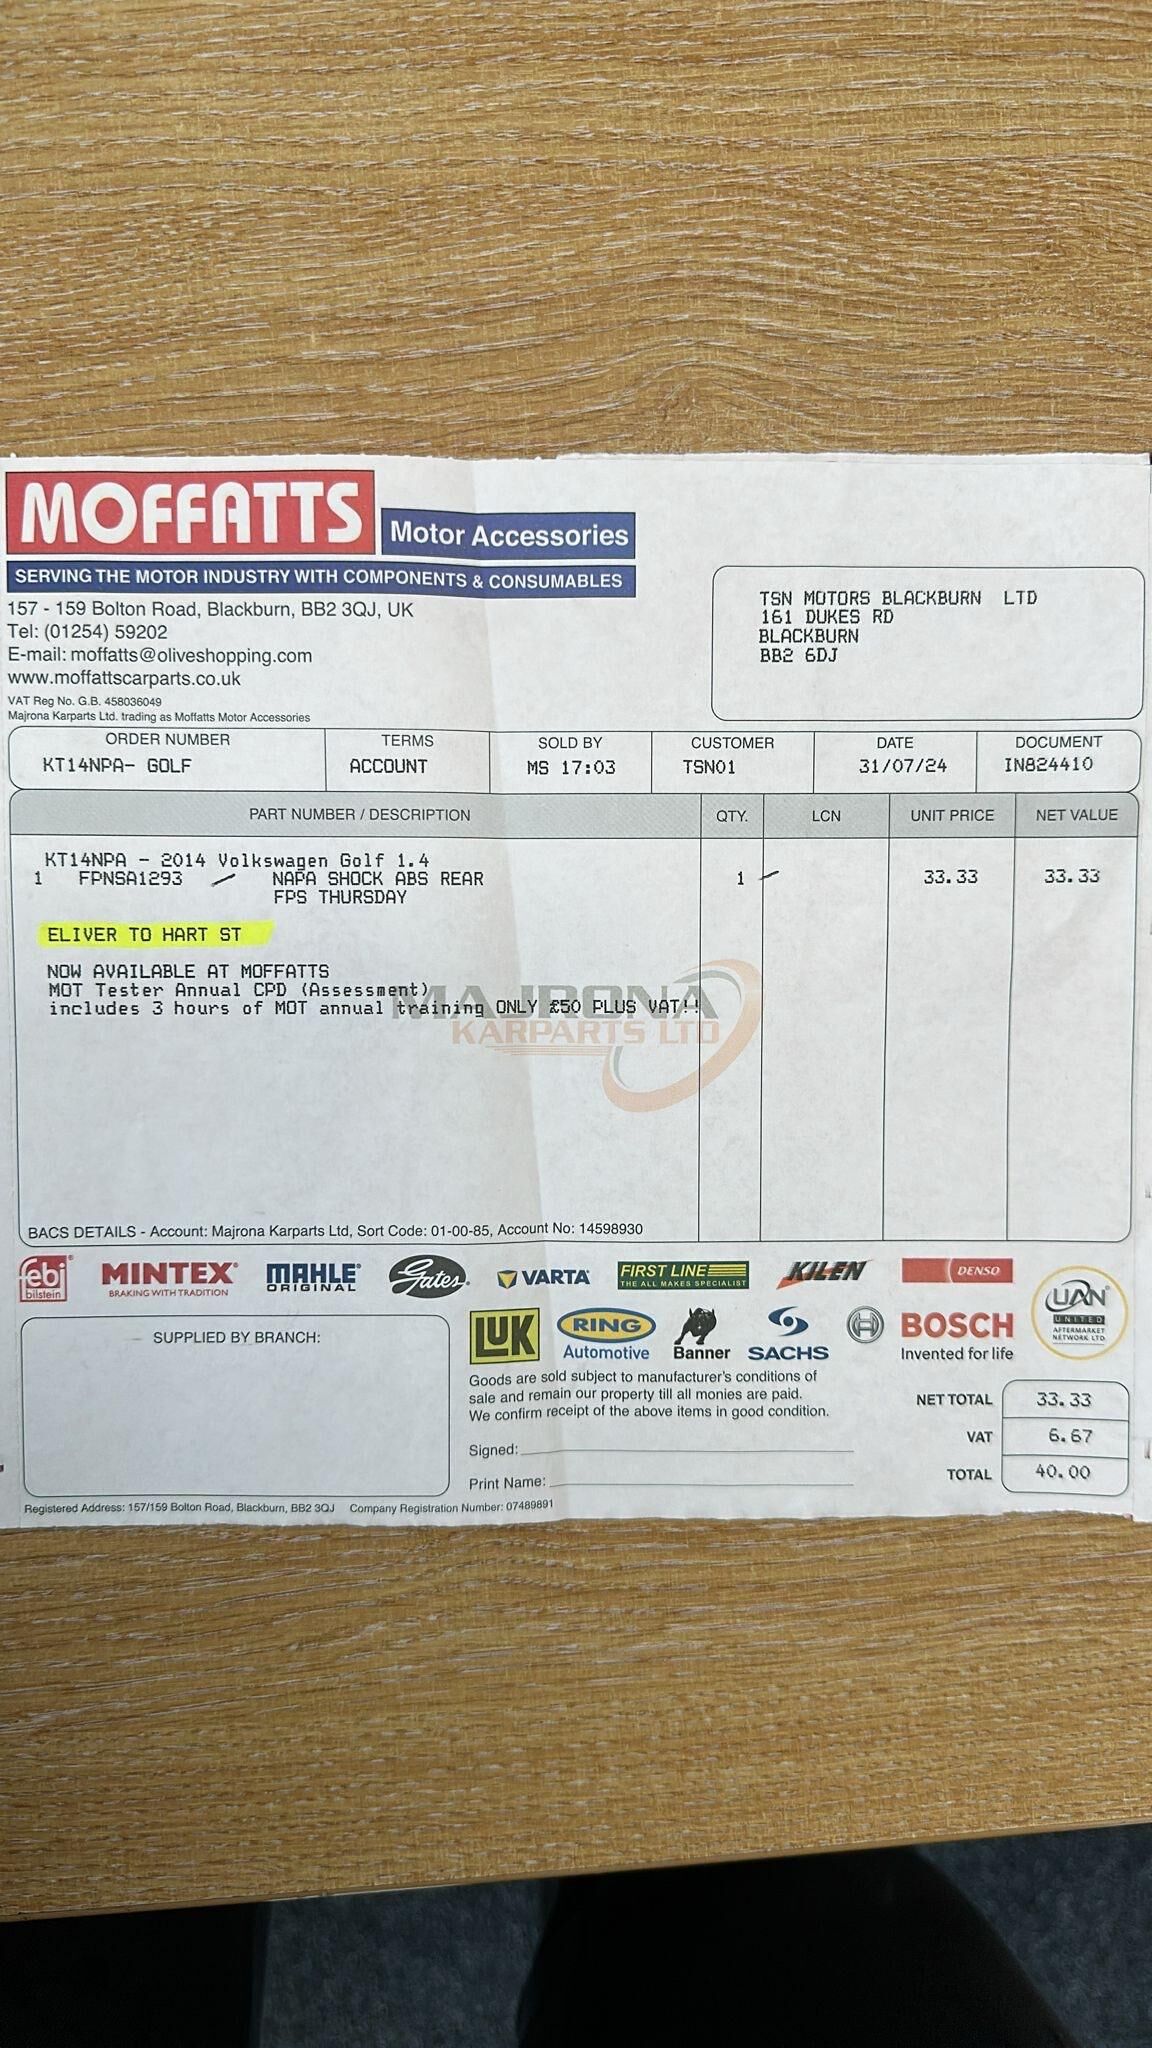 MOFFATTS
Motor Accessories
SERVING THE MOTOR INDUSTRY WITH COMPONENTS & CONSUMABLES
157 - 159 Bolton Road, Blackburn, BB2 3QJ, UK
Tel: (01254) 59202
E-mail: moffatts@oliveshopping.com
www.moffattscarparts.co.uk
VAT Reg No. G.B. 458036049
Majrona Karparts Ltd. trading as Moffatts Motor Accessories
TSN MOTORS BLACKBURN LTD
161 DUKES RD
BLACKBURN
BB2 6DJ
ORDER NUMBER TERMS SOLD BY CUSTOMER DATE DOCUMENT
KT14NPA- GOLF ACCOUNT MS 17:03 TSN01 31/07/24 IN824410
PART NUMBER / DESCRIPTION QTY. LCN UNIT PRICE NET VALUE
KT14NPA - 2014 Volkswagen Golf 1.4
1 FPNSA1293 NAPA SHOCK ABS REAR 1 33.33 33.33
FPS THURSDAY
ELIVER TO HART ST
NOW AVAILABLE AT MOFFATTS
MOT Tester Annual CPD (Assessment)
includes 3 hours of MOT annual training ONLY £50 PLUS VAT!!
MAJRONA
KARPARTS LTD
BACS DETAILS - Account: Majrona Karparts Ltd, Sort Code: 01-00-85, Account No: 14598930
febi bilstein
MINTEX
BRAKING WITH TRADITION
MAHLE
ORIGINAL
Gates
VARTA
FIRST LINE
THE ALL MAKES SPECIALIST
KILEN
DENSO
LUK
RING
Automotive
Banner
SACHS
BOSCH
Invented for life
UAN
UNITED
AFTERMARKET
NETWORK LTD
SUPPLIED BY BRANCH:
Goods are sold subject to manufacturer's conditions of
sale and remain our property till all monies are paid.
We confirm receipt of the above items in good condition.
Signed:
Print Name:
NET TOTAL 33.33
VAT 6.67
TOTAL 40.00
Registered Address: 157/159 Bolton Road, Blackburn, BB2 3QJ Company Registration Number: 07489891